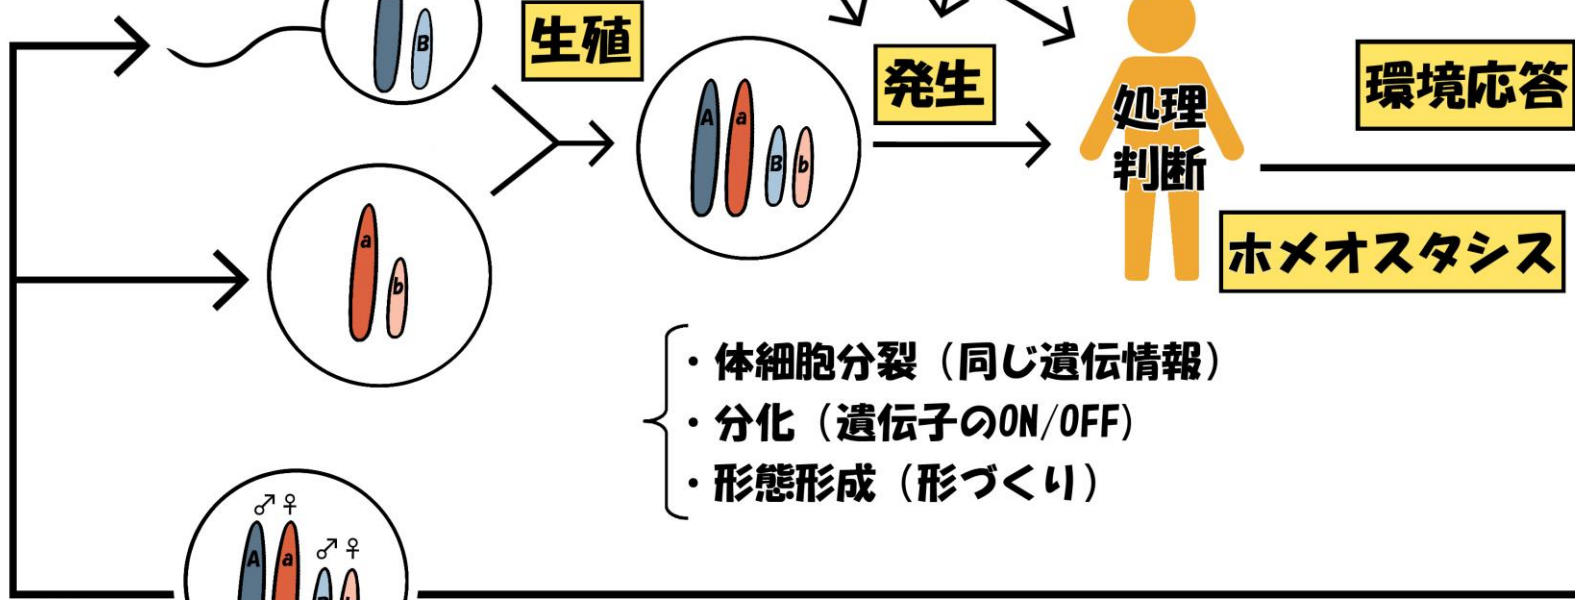 B
生殖
A a B b
発生
処理
判断
環境応答
ホメオスタシス
a b
・体細胞分裂（同じ遺伝情報）
・分化（遺伝子のON/OFF）
・形態形成（形づくり）
♂♀
♂♀
A a